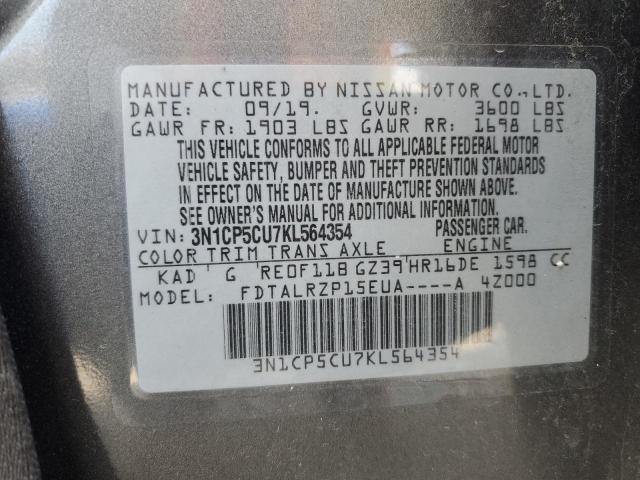 MANUFACTURED BY NISSAN MOTOR CO.,LTD.
DATE: 09/19. GVWR: 3600 LBS
GAWR FR: 1903 LBS GAWR RR: 1698 LBS
THIS VEHICLE CONFORMS TO ALL APPLICABLE FEDERAL MOTOR
VEHICLE SAFETY, BUMPER AND THEFT PREVENTION STANDARDS
IN EFFECT ON THE DATE OF MANUFACTURE SHOWN ABOVE.
SEE OWNER'S MANUAL FOR ADDITIONAL INFORMATION.
VIN: 3N1CP5CU7KL564354 PASSENGER CAR.
COLOR TRIM TRANS AXLE ENGINE
KAD ' G ' RE0F11B GZ39 ' HR16DE 1598 CC
MODEL: FDTALRZP15EUA----A 4Z000
3N1CP5CU7KL564354